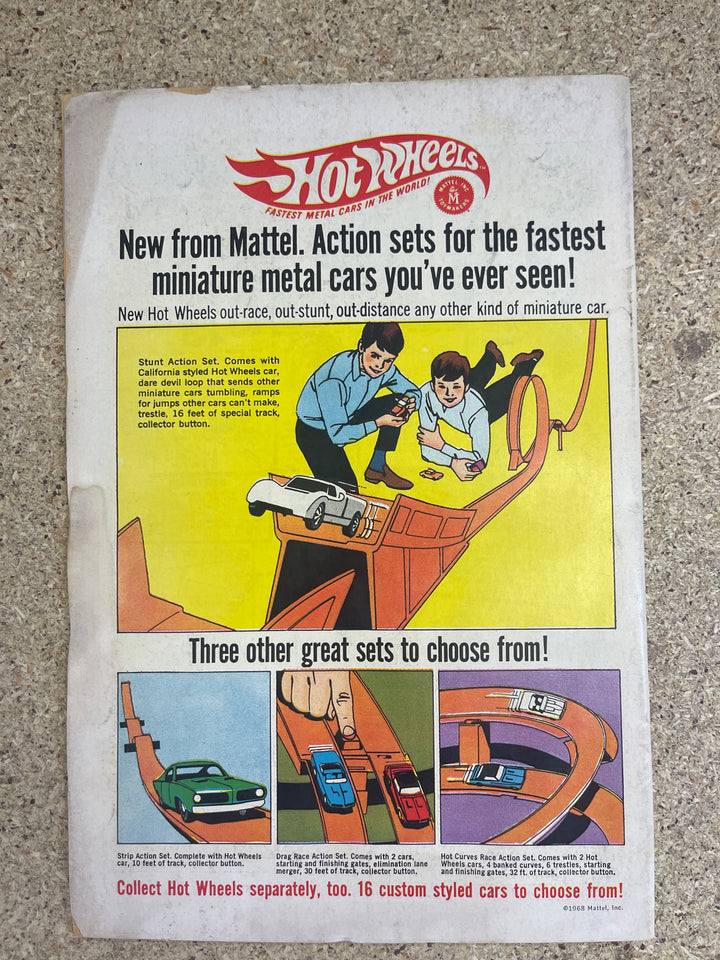 Hot Wheels™
FASTEST METAL CARS IN THE WORLD!
MATTEL, INC.
M
TOYMAKERS
New from Mattel. Action sets for the fastest
miniature metal cars you've ever seen!
New Hot Wheels out-race, out-stunt, out-distance any other kind of miniature car.
Stunt Action Set. Comes with
California styled Hot Wheels car,
dare devil loop that sends other
miniature cars tumbling, ramps
for jumps other cars can't make,
trestle, 16 feet of special track,
collector button.
Three other great sets to choose from!
Strip Action Set. Complete with Hot Wheels
car, 10 feet of track, collector button.
Drag Race Action Set. Comes with 2 cars,
starting and finishing gates, elimination lane
merger, 30 feet of track, collector button.
Hot Curves Race Action Set. Comes with 2 Hot
Wheels cars, 4 banked curves, 6 trestles, starting
and finishing gates, 32 ft. of track, collector button.
Collect Hot Wheels separately, too. 16 custom styled cars to choose from!
©1968 Mattel, Inc.